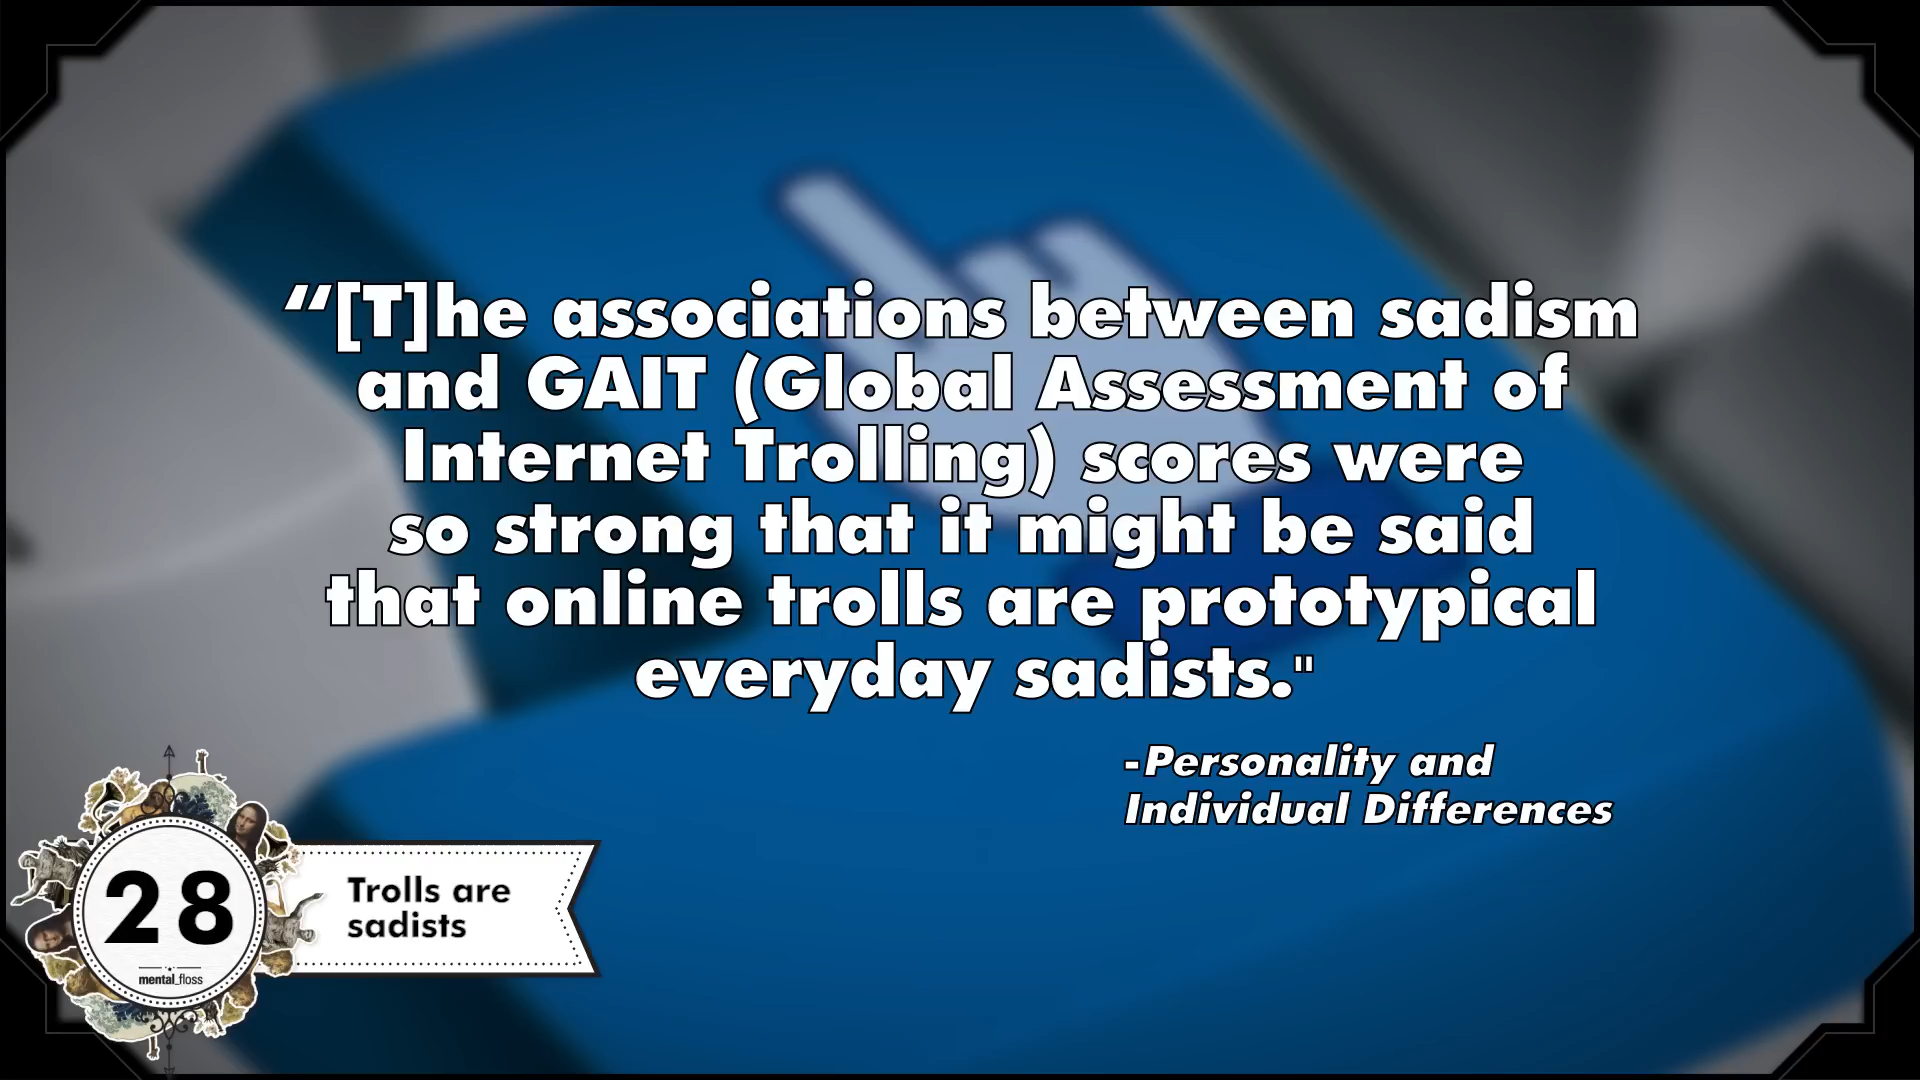 “[T]he associations between sadism
and GAIT (Global Assessment of
Internet Trolling) scores were
so strong that it might be said
that online trolls are prototypical
everyday sadists."
-Personality and
Individual Differences
28
mental_floss
Trolls are
sadists